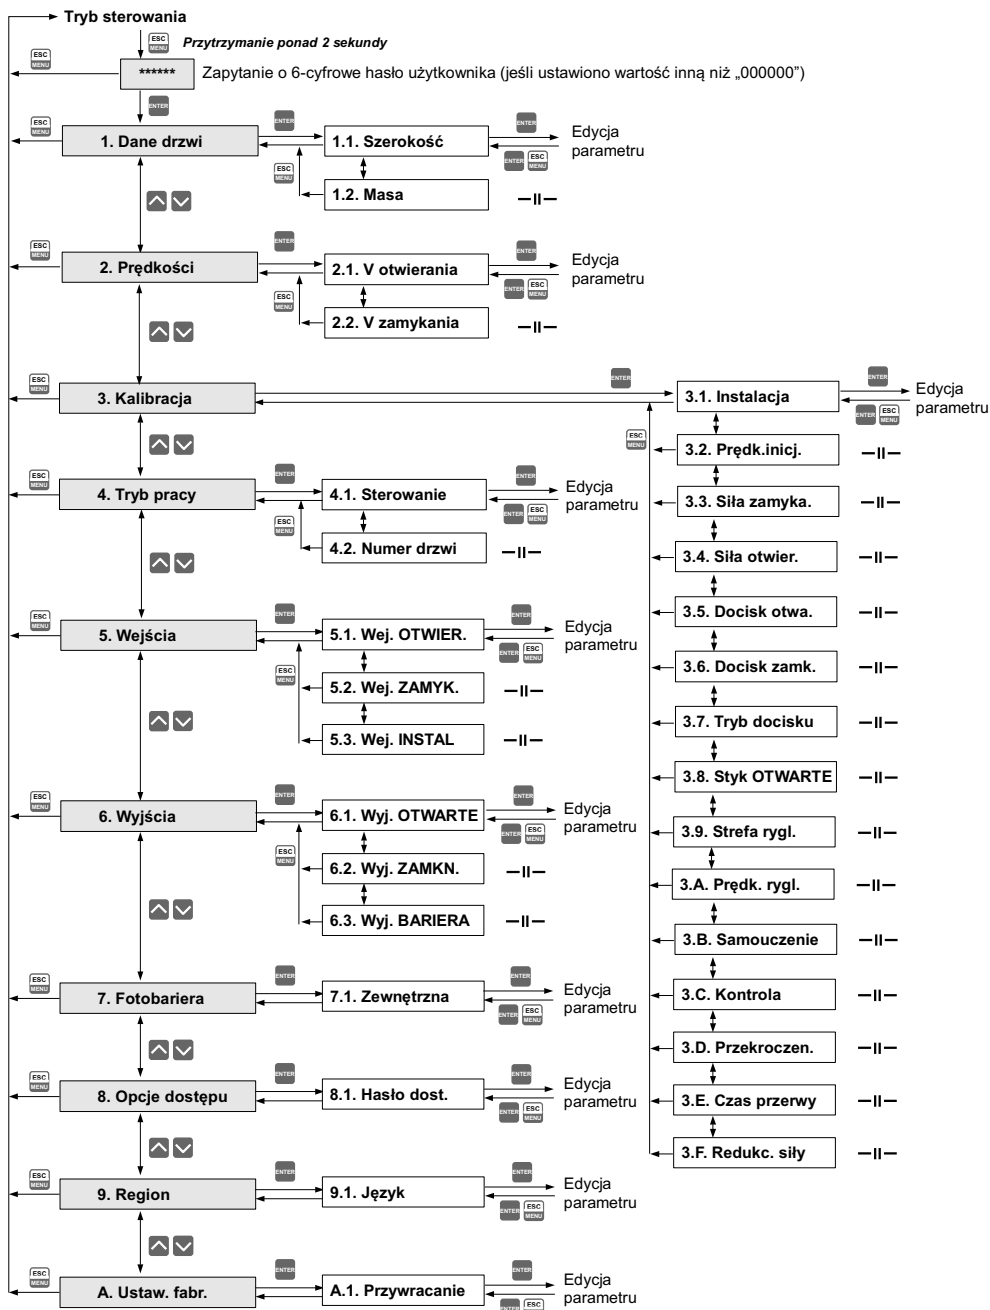 Tryb sterowania
ESC MENU
Przytrzymanie ponad 2 sekundy
ESC MENU
******
Zapytanie o 6-cyfrowe hasło użytkownika (jeśli ustawiono wartość inną niż „000000”)
ENTER
ESC MENU
1. Dane drzwi
ENTER
1.1. Szerokość
ENTER
ENTER ESC MENU
Edycja
parametru
ESC MENU
1.2. Masa
–II–
ESC MENU
2. Prędkości
ENTER
2.1. V otwierania
ENTER
ENTER ESC MENU
Edycja
parametru
ESC MENU
2.2. V zamykania
–II–
ESC MENU
3. Kalibracja
ENTER
3.1. Instalacja
ENTER
ENTER ESC MENU
Edycja
parametru
ESC MENU
3.2. Prędk.inicj.
–II–
3.3. Siła zamyka.
–II–
3.4. Siła otwier.
–II–
3.5. Docisk otwa.
–II–
3.6. Docisk zamk.
–II–
3.7. Tryb docisku
–II–
3.8. Styk OTWARTE
–II–
3.9. Strefa rygl.
–II–
3.A. Prędk. rygl.
–II–
3.B. Samouczenie
–II–
3.C. Kontrola
–II–
3.D. Przekroczen.
–II–
3.E. Czas przerwy
–II–
3.F. Redukc. siły
–II–
ESC MENU
4. Tryb pracy
ENTER
4.1. Sterowanie
ENTER
ENTER ESC MENU
Edycja
parametru
ESC MENU
4.2. Numer drzwi
–II–
ESC MENU
5. Wejścia
ENTER
5.1. Wej. OTWIER.
ENTER
ENTER ESC MENU
Edycja
parametru
ESC MENU
5.2. Wej. ZAMYK.
–II–
5.3. Wej. INSTAL
–II–
ESC MENU
6. Wyjścia
ENTER
6.1. Wyj. OTWARTE
ENTER
ENTER ESC MENU
Edycja
parametru
ESC MENU
6.2. Wyj. ZAMKN.
–II–
6.3. Wyj. BARIERA
–II–
ESC MENU
7. Fotobariera
ENTER
7.1. Zewnętrzna
ENTER
ENTER ESC MENU
Edycja
parametru
ESC MENU
8. Opcje dostępu
ENTER
8.1. Hasło dost.
ENTER
ENTER ESC MENU
Edycja
parametru
ESC MENU
9. Region
ENTER
9.1. Język
ENTER
ENTER ESC MENU
Edycja
parametru
ESC MENU
A. Ustaw. fabr.
ENTER
A.1. Przywracanie
ENTER
ENTER ESC
Edycja
parametru